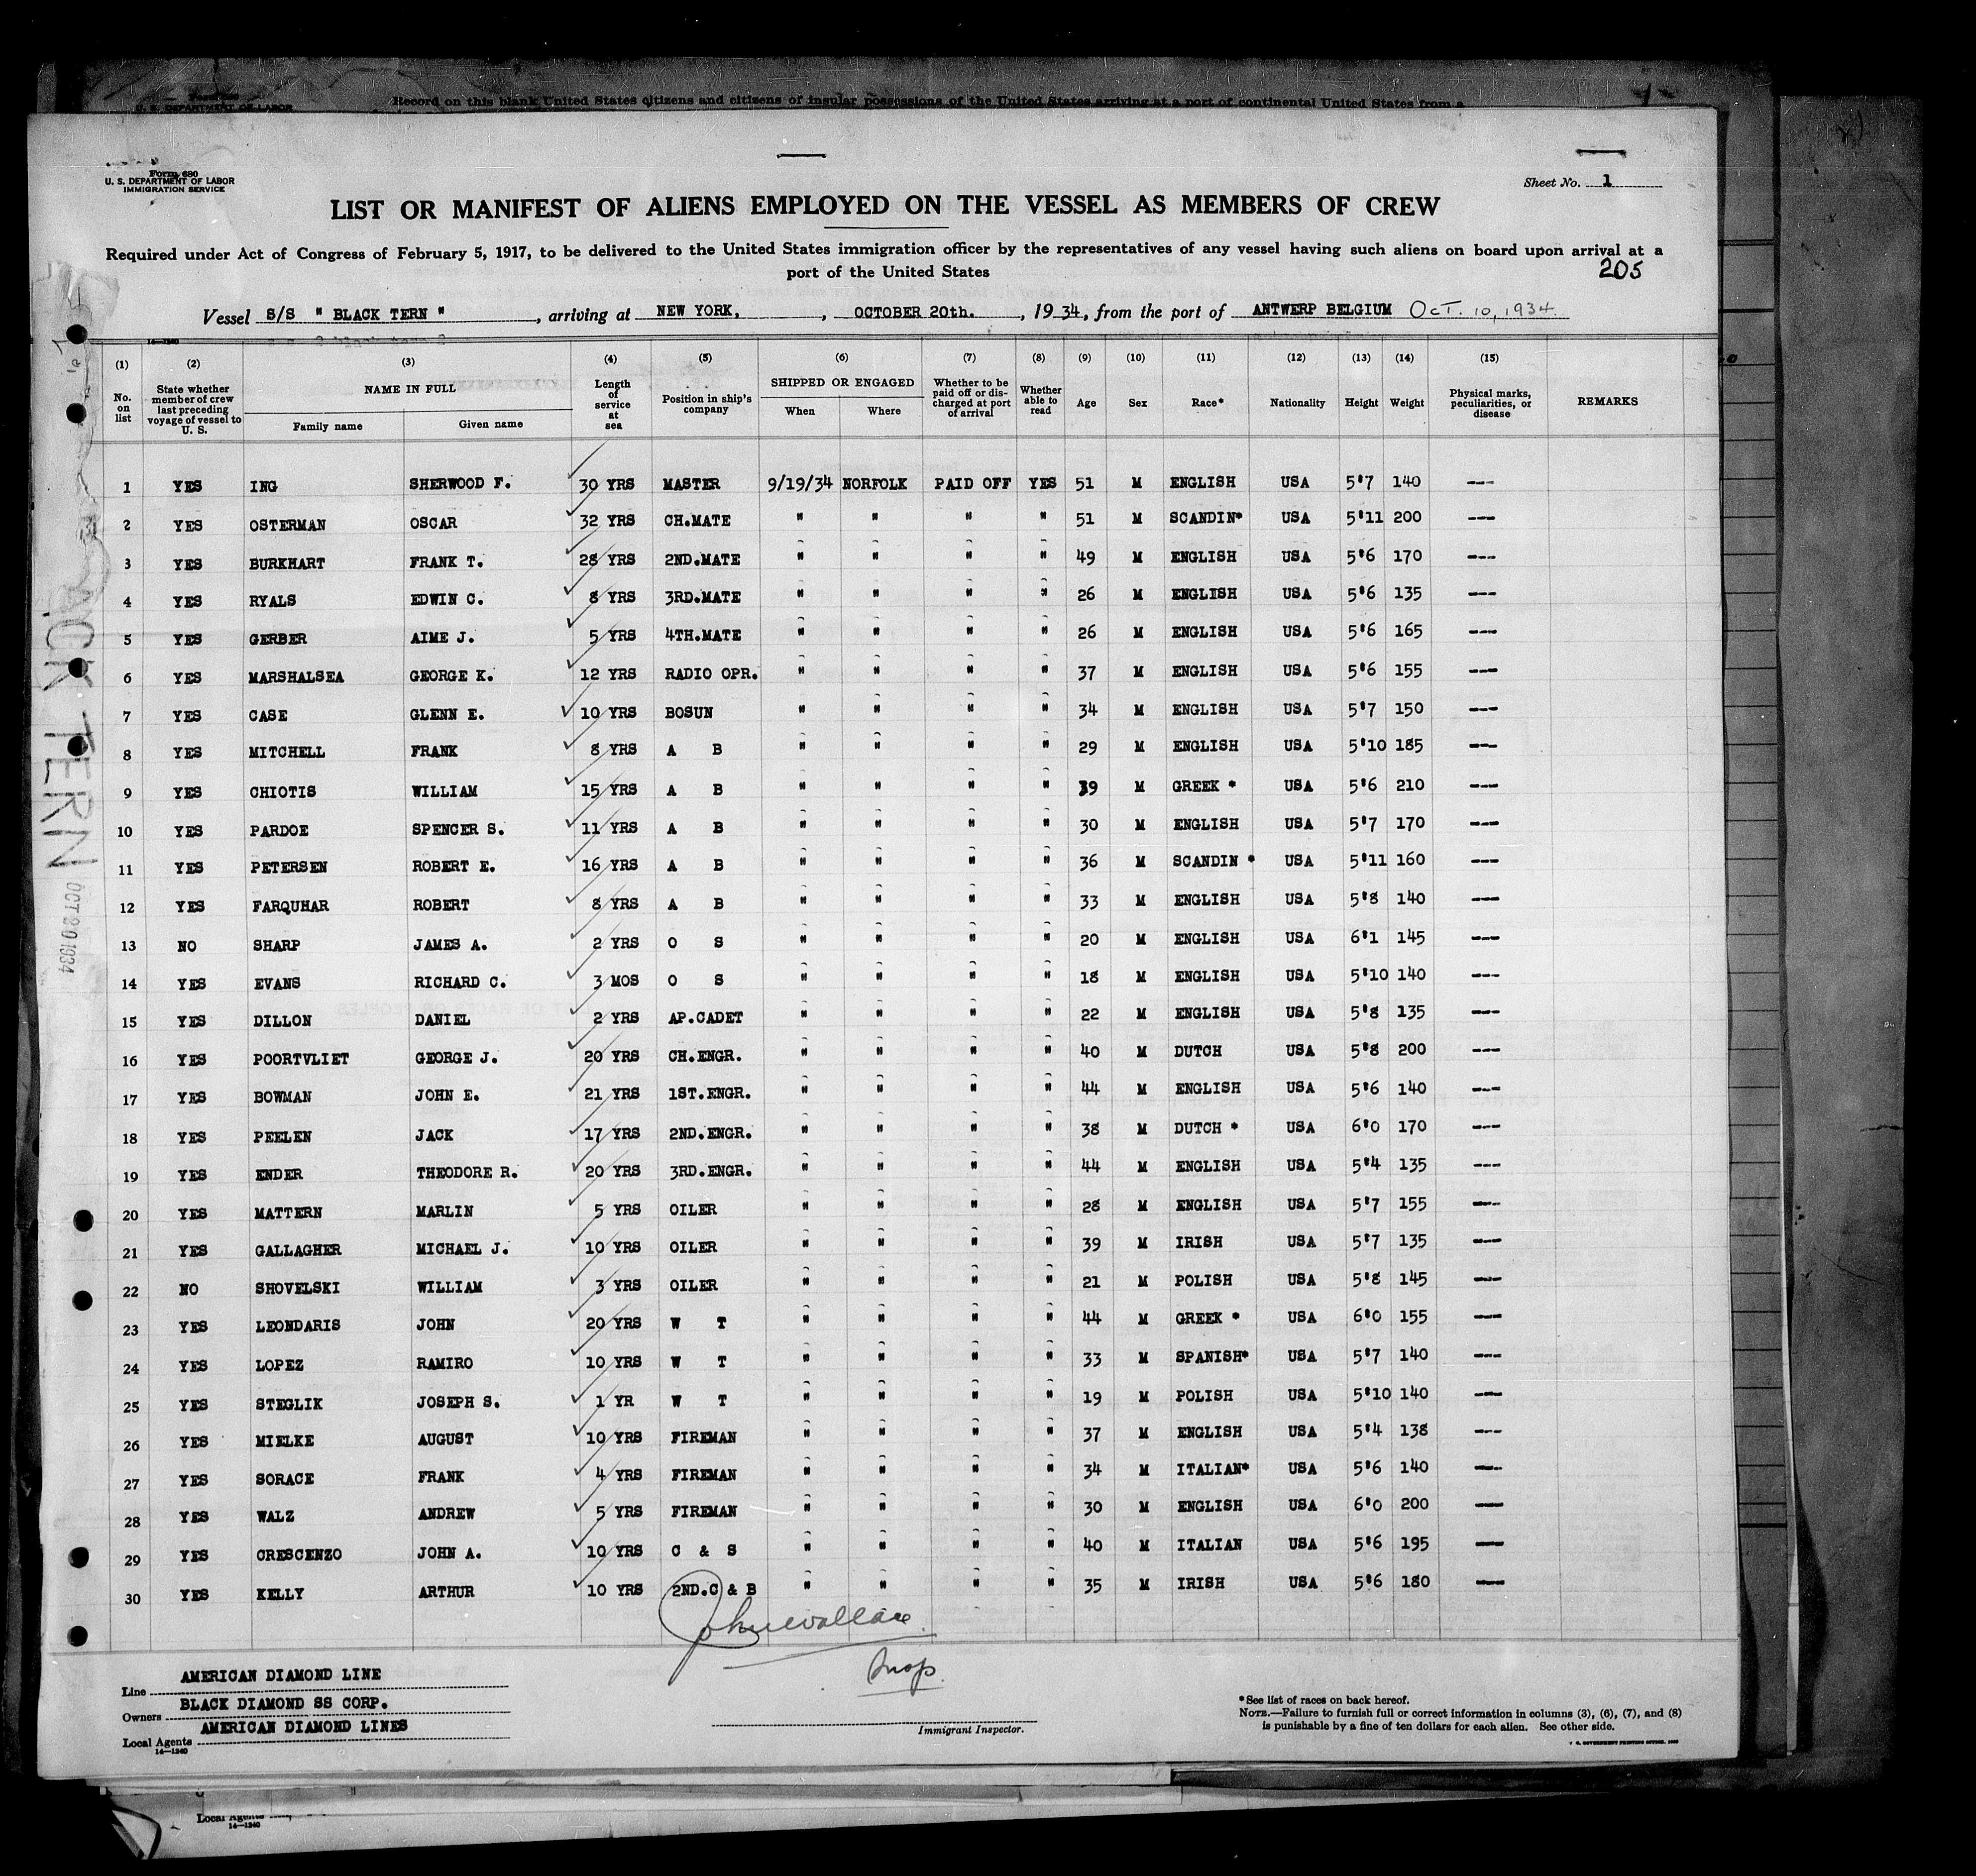 Record on this blank United States citizens and citizens of insular possessions of the United States arriving at a port of continental United States from a
U. S. DEPARTMENT OF LABOR
Form 680
U. S. DEPARTMENT OF LABOR
IMMIGRATION SERVICE
Sheet No. 1
LIST OR MANIFEST OF ALIENS EMPLOYED ON THE VESSEL AS MEMBERS OF CREW
Required under Act of Congress of February 5, 1917, to be delivered to the United States immigration officer by the representatives of any vessel having such aliens on board upon arrival at a
port of the United States
205
Vessel S/S " BLACK TERN " , arriving at NEW YORK, , OCTOBER 20th. , 1934, from the port of ANTWERP BELGIUM OCT. 10, 1934
14—1240
(1) (2) (3) (4) (5) (6) (7) (8) (9) (10) (11) (12) (13) (14) (15)
No. on list State whether member of crew last preceding voyage of vessel to U. S. NAME IN FULL Family name Given name Length of service at sea Position in ship's company SHIPPED OR ENGAGED When Where Whether to be paid off or discharged at port of arrival Whether able to read Age Sex Race* Nationality Height Weight Physical marks, peculiarities, or disease REMARKS
1 YES ING SHERWOOD F. 30 YRS MASTER 9/19/34 NORFOLK PAID OFF YES 51 M ENGLISH USA 5'7 140 ---
2 YES OSTERMAN OSCAR 32 YRS CH.MATE " " " " 51 M SCANDIN* USA 5'11 200 ---
3 YES BURKHART FRANK T. 28 YRS 2ND.MATE " " " " 49 M ENGLISH USA 5'6 170 ---
4 YES RYALS EDWIN C. 8 YRS 3RD.MATE " " " " 26 M ENGLISH USA 5'6 135 ---
5 YES GERBER AIME J. 5 YRS 4TH.MATE " " " " 26 M ENGLISH USA 5'6 165 ---
6 YES MARSHALSEA GEORGE K. 12 YRS RADIO OPR. " " " " 37 M ENGLISH USA 5'6 155 ---
7 YES CASE GLENN E. 10 YRS BOSUN " " " " 34 M ENGLISH USA 5'7 150 ---
8 YES MITCHELL FRANK 8 YRS A B " " " " 29 M ENGLISH USA 5'10 185 ---
9 YES CHIOTIS WILLIAM 15 YRS A B " " " " 39 M GREEK * USA 5'6 210 ---
10 YES PARDOE SPENCER S. 11 YRS A B " " " " 30 M ENGLISH USA 5'7 170 ---
11 YES PETERSEN ROBERT E. 16 YRS A B " " " " 36 M SCANDIN * USA 5'11 160 ---
12 YES FARQUHAR ROBERT 8 YRS A B " " " " 33 M ENGLISH USA 5'8 140 ---
13 NO SHARP JAMES A. 2 YRS O S " " " " 20 M ENGLISH USA 6'1 145 ---
14 YES EVANS RICHARD C. 3 MOS O S " " " " 18 M ENGLISH USA 5'10 140 ---
15 YES DILLON DANIEL 2 YRS AP.CADET " " " " 22 M ENGLISH USA 5'8 135 ---
16 YES POORTVLIET GEORGE J. 20 YRS CH.ENGR. " " " " 40 M DUTCH USA 5'8 200 ---
17 YES BOWMAN JOHN E. 21 YRS 1ST.ENGR. " " " " 44 M ENGLISH USA 5'6 140 ---
18 YES PEELEN JACK 17 YRS 2ND.ENGR. " " " " 38 M DUTCH * USA 6'0 170 ---
19 YES ENDER THEODORE R. 20 YRS 3RD.ENGR. " " " " 44 M ENGLISH USA 5'4 135 ---
20 YES MATTERN MARLIN 5 YRS OILER " " " " 28 M ENGLISH USA 5'7 155 ---
21 YES GALLAGHER MICHAEL J. 10 YRS OILER " " " " 39 M IRISH USA 5'7 135 ---
22 NO SHOVELSKI WILLIAM 3 YRS OILER " " " " 21 M POLISH USA 5'8 145 ---
23 YES LEONDARIS JOHN 20 YRS W T " " " " 44 M GREEK * USA 6'0 155 ---
24 YES LOPEZ RAMIRO 10 YRS W T " " " " 33 M SPANISH* USA 5'7 140 ---
25 YES STEGLIK JOSEPH S. 1 YR W T " " " " 19 M POLISH USA 5'10 140 ---
26 YES MIELKE AUGUST 10 YRS FIREMAN " " " " 37 M ENGLISH USA 5'4 138 ---
27 YES SORACE FRANK 4 YRS FIREMAN " " " " 34 M ITALIAN* USA 5'6 140 ---
28 YES WALZ ANDREW 5 YRS FIREMAN " " " " 30 M ENGLISH USA 6'0 200 ---
29 YES CRESCENZO JOHN A. 10 YRS C & S " " " " 40 M ITALIAN USA 5'6 195 ---
30 YES KELLY ARTHUR 10 YRS 2ND.C & B " " " " 35 M IRISH USA 5'6 180 ---
John Wallace
Insp.
Line AMERICAN DIAMOND LINE
Owners BLACK DIAMOND SS CORP.
Local Agents AMERICAN DIAMOND LINES
14—1240
Immigrant Inspector.
*See list of races on back hereof.
NOTE.—Failure to furnish full or correct information in columns (3), (6), (7), and (8)
is punishable by a fine of ten dollars for each alien. See other side.
U. S. GOVERNMENT PRINTING OFFICE
ACK TERN
OCT 20 1934
Local Agents
14—1240